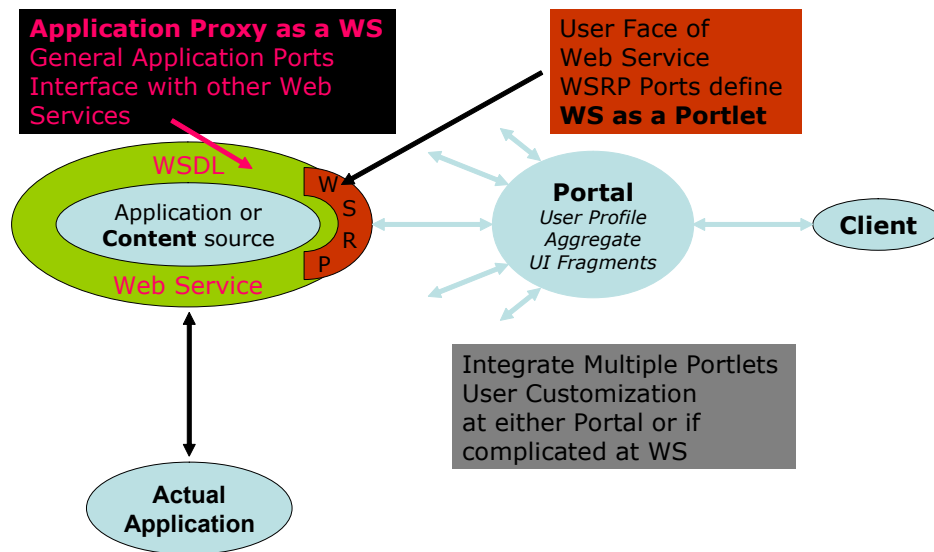 Application Proxy as a WS
General Application Ports
Interface with other Web
Services
User Face of
Web Service
WSRP Ports define
WS as a Portlet
WSDL
Application or
Content source
Web Service
W
S
R
P
Portal
User Profile
Aggregate
UI Fragments
Client
Integrate Multiple Portlets
User Customization
at either Portal or if
complicated at WS
Actual
Application